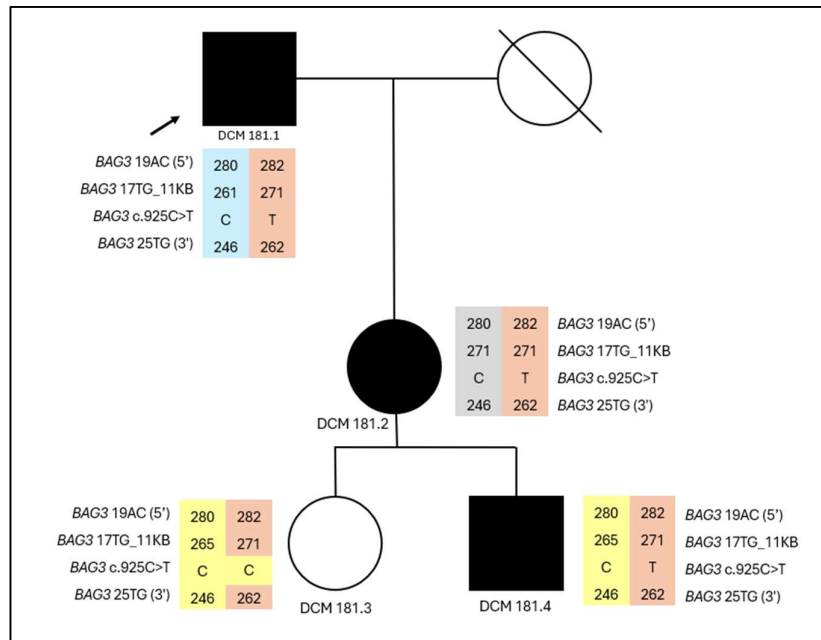 DCM 181.1
BAG3 19AC (5’) 280 282
BAG3 17TG_11KB 261 271
BAG3 c.925C>T C T
BAG3 25TG (3') 246 262
280 282 BAG3 19AC (5’)
271 271 BAG3 17TG_11KB
C T BAG3 c.925C>T
246 262 BAG3 25TG (3')
DCM 181.2
BAG3 19AC (5’) 280 282
BAG3 17TG_11KB 265 271
BAG3 c.925C>T C C
BAG3 25TG (3') 246 262
DCM 181.3
280 282 BAG3 19AC (5’)
265 271 BAG3 17TG_11KB
C T BAG3 c.925C>T
246 262 BAG3 25TG (3')
DCM 181.4